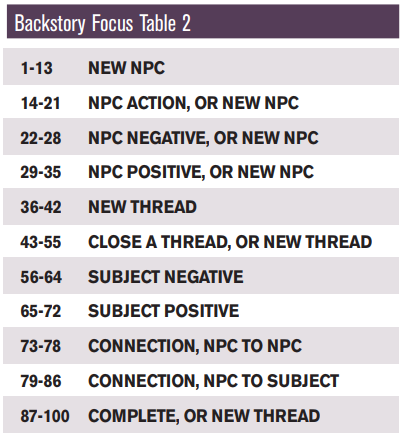 Backstory Focus Table 2
1-13 NEW NPC
14-21 NPC ACTION, OR NEW NPC
22-28 NPC NEGATIVE, OR NEW NPC
29-35 NPC POSITIVE, OR NEW NPC
36-42 NEW THREAD
43-55 CLOSE A THREAD, OR NEW THREAD
56-64 SUBJECT NEGATIVE
65-72 SUBJECT POSITIVE
73-78 CONNECTION, NPC TO NPC
79-86 CONNECTION, NPC TO SUBJECT
87-100 COMPLETE, OR NEW THREAD